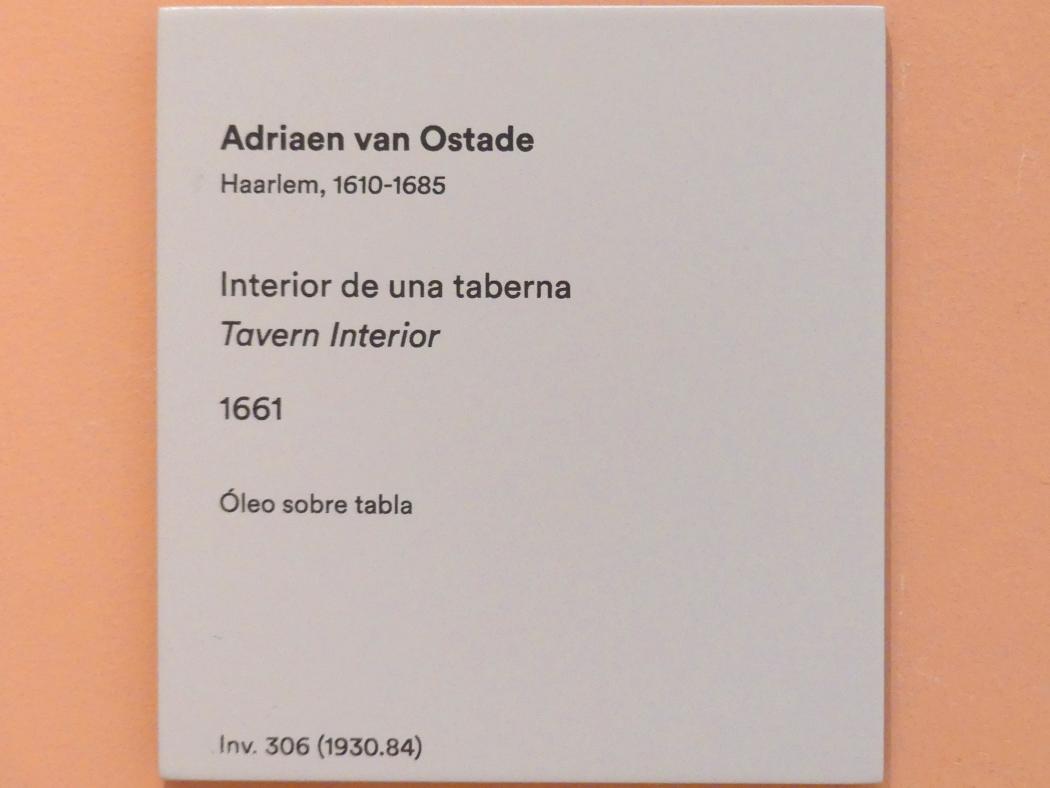 Adriaen van Ostade
Haarlem, 1610-1685
Interior de una taberna
Tavern Interior
1661
Óleo sobre tabla
Inv. 306 (1930.84)